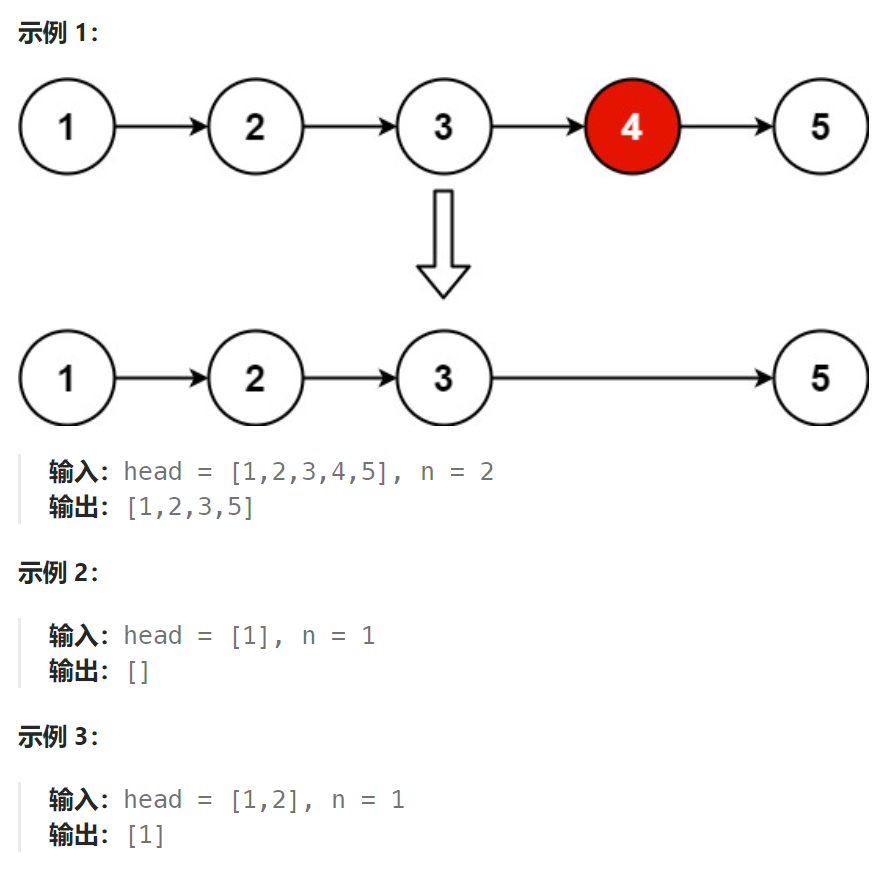 示例 1：
1 2 3 4 5
1 2 3 5
输入：head = [1,2,3,4,5], n = 2
输出：[1,2,3,5]
示例 2：
输入：head = [1], n = 1
输出：[]
示例 3：
输入：head = [1,2], n = 1
输出：[1]